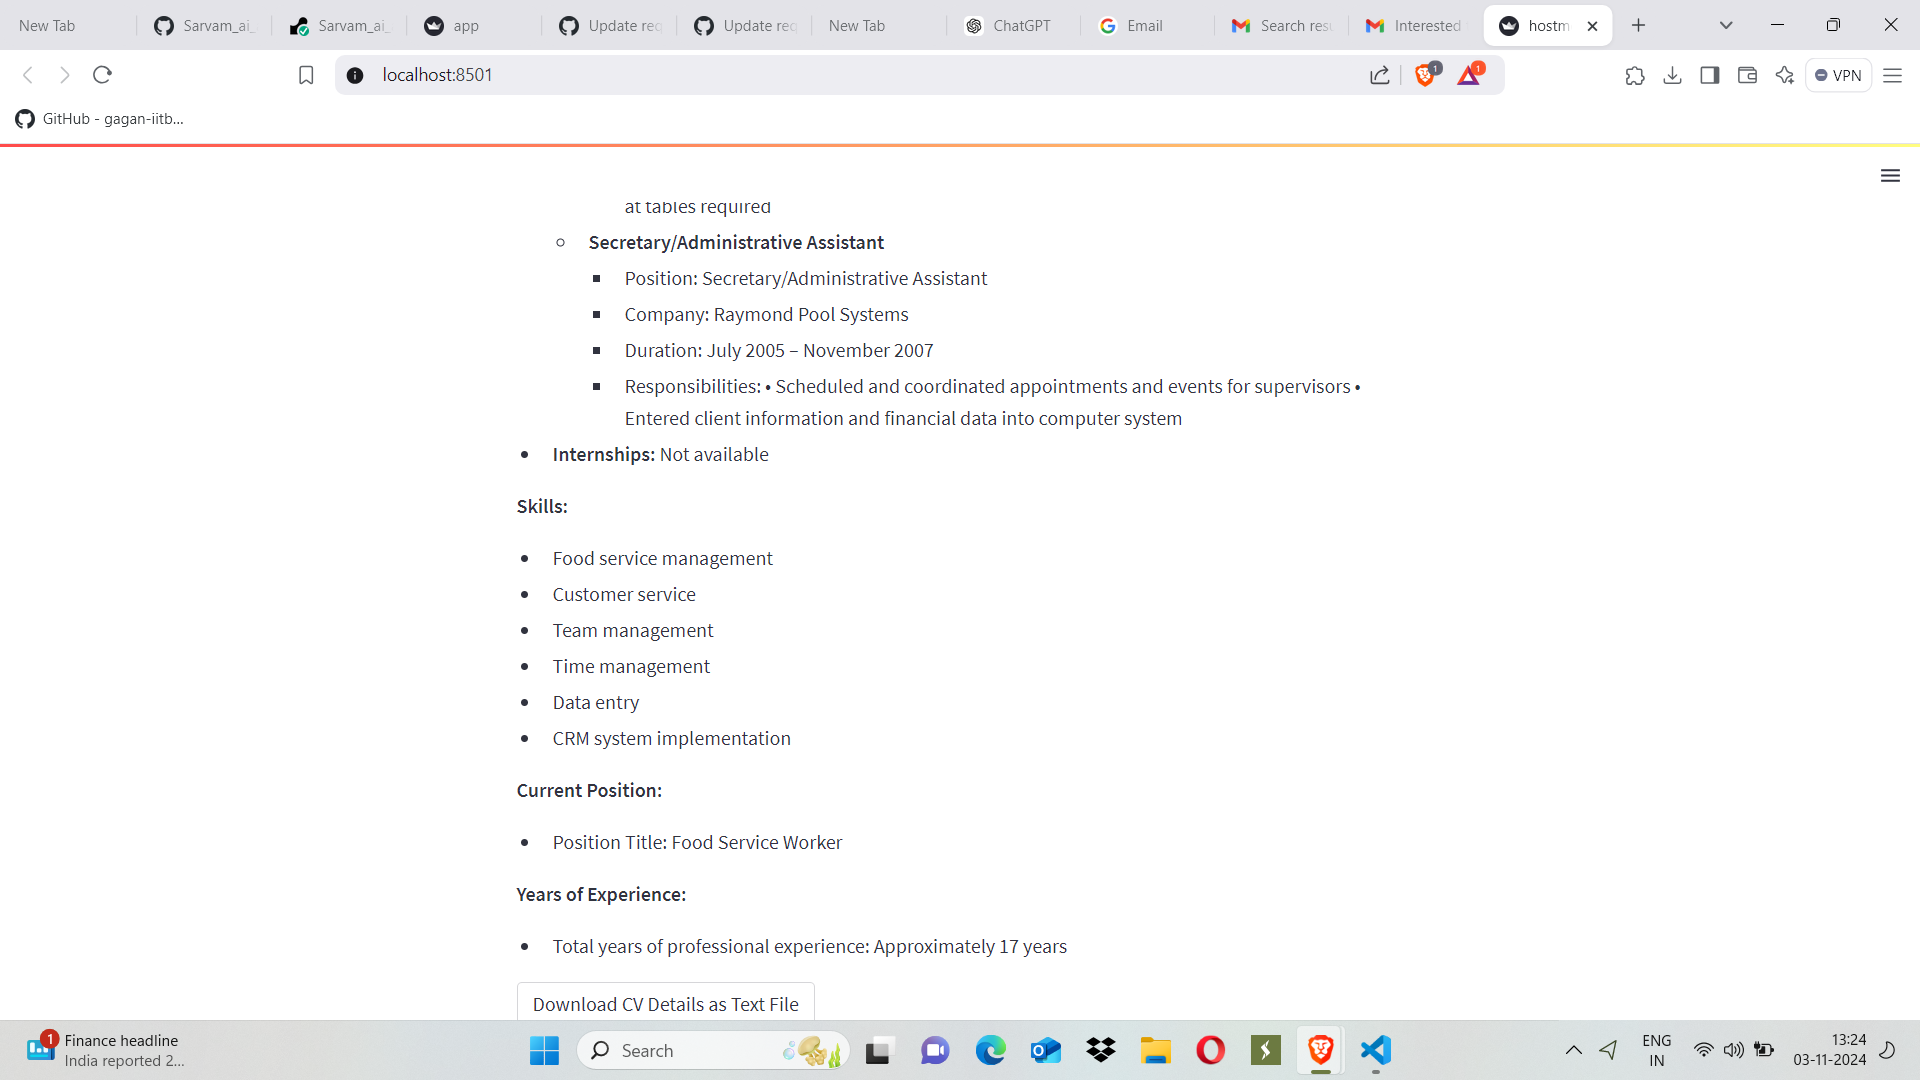 New Tab
Sarvam_ai_
Sarvam_ai_
app
Update req
Update req
New Tab
ChatGPT
Email
Search resu
Interested
hostm
localhost:8501
1
1
VPN
GitHub - gagan-iitb...
at tables required
Secretary/Administrative Assistant
Position: Secretary/Administrative Assistant
Company: Raymond Pool Systems
Duration: July 2005 – November 2007
Responsibilities: • Scheduled and coordinated appointments and events for supervisors •
Entered client information and financial data into computer system
Internships: Not available
Skills:
Food service management
Customer service
Team management
Time management
Data entry
CRM system implementation
Current Position:
Position Title: Food Service Worker
Years of Experience:
Total years of professional experience: Approximately 17 years
Download CV Details as Text File
1
Finance headline
India reported 2...
Search
ENG
IN
13:24
03-11-2024